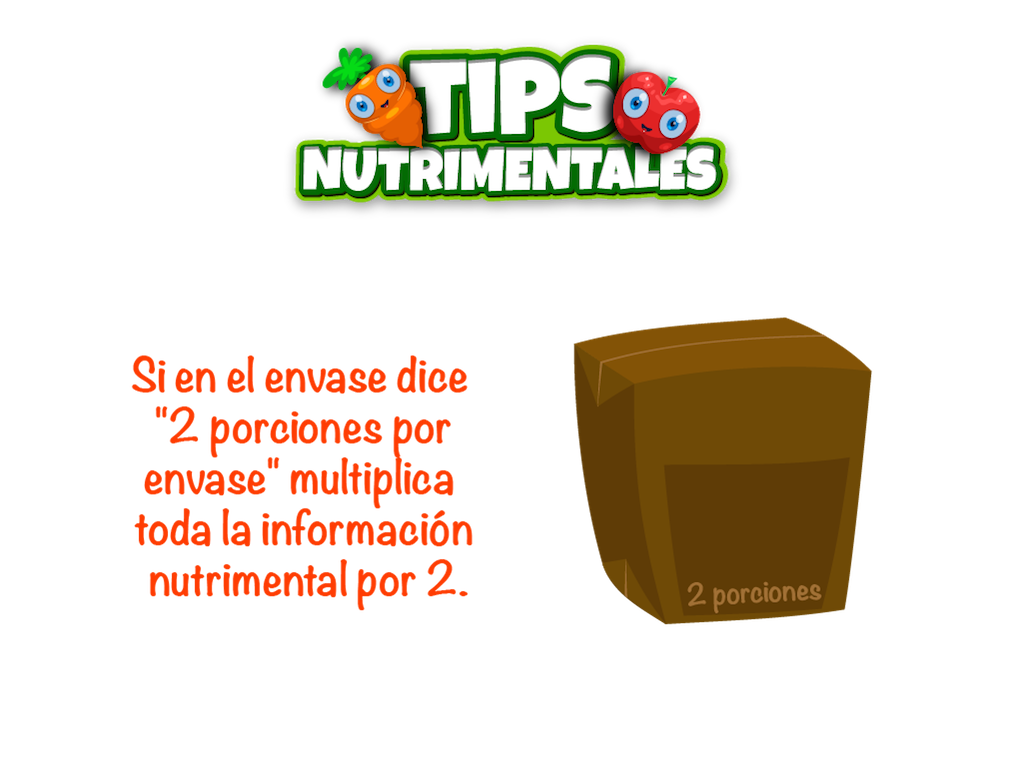 TIPS
NUTRIMENTALES
Si en el envase dice
"2 porciones por
envase" multiplica
toda la información
nutrimental por 2.
2 porciones